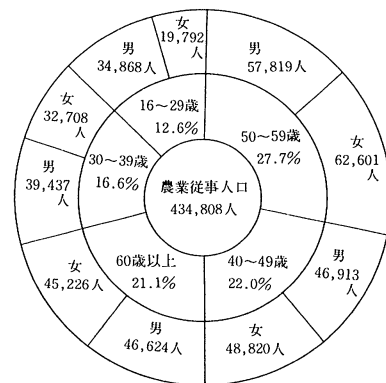 農業従事人口
434,808人
50～59歳
27.7%
男
57,819人
女
62,601
人
40～49歳
22.0%
男
46,913
人
女
48,820人
60歳以上
21.1%
男
46,624人
女
45,226人
30～39歳
16.6%
男
39,437
人
女
32,708
人
16～29歳
12.6%
男
34,868人
女
19,792
人